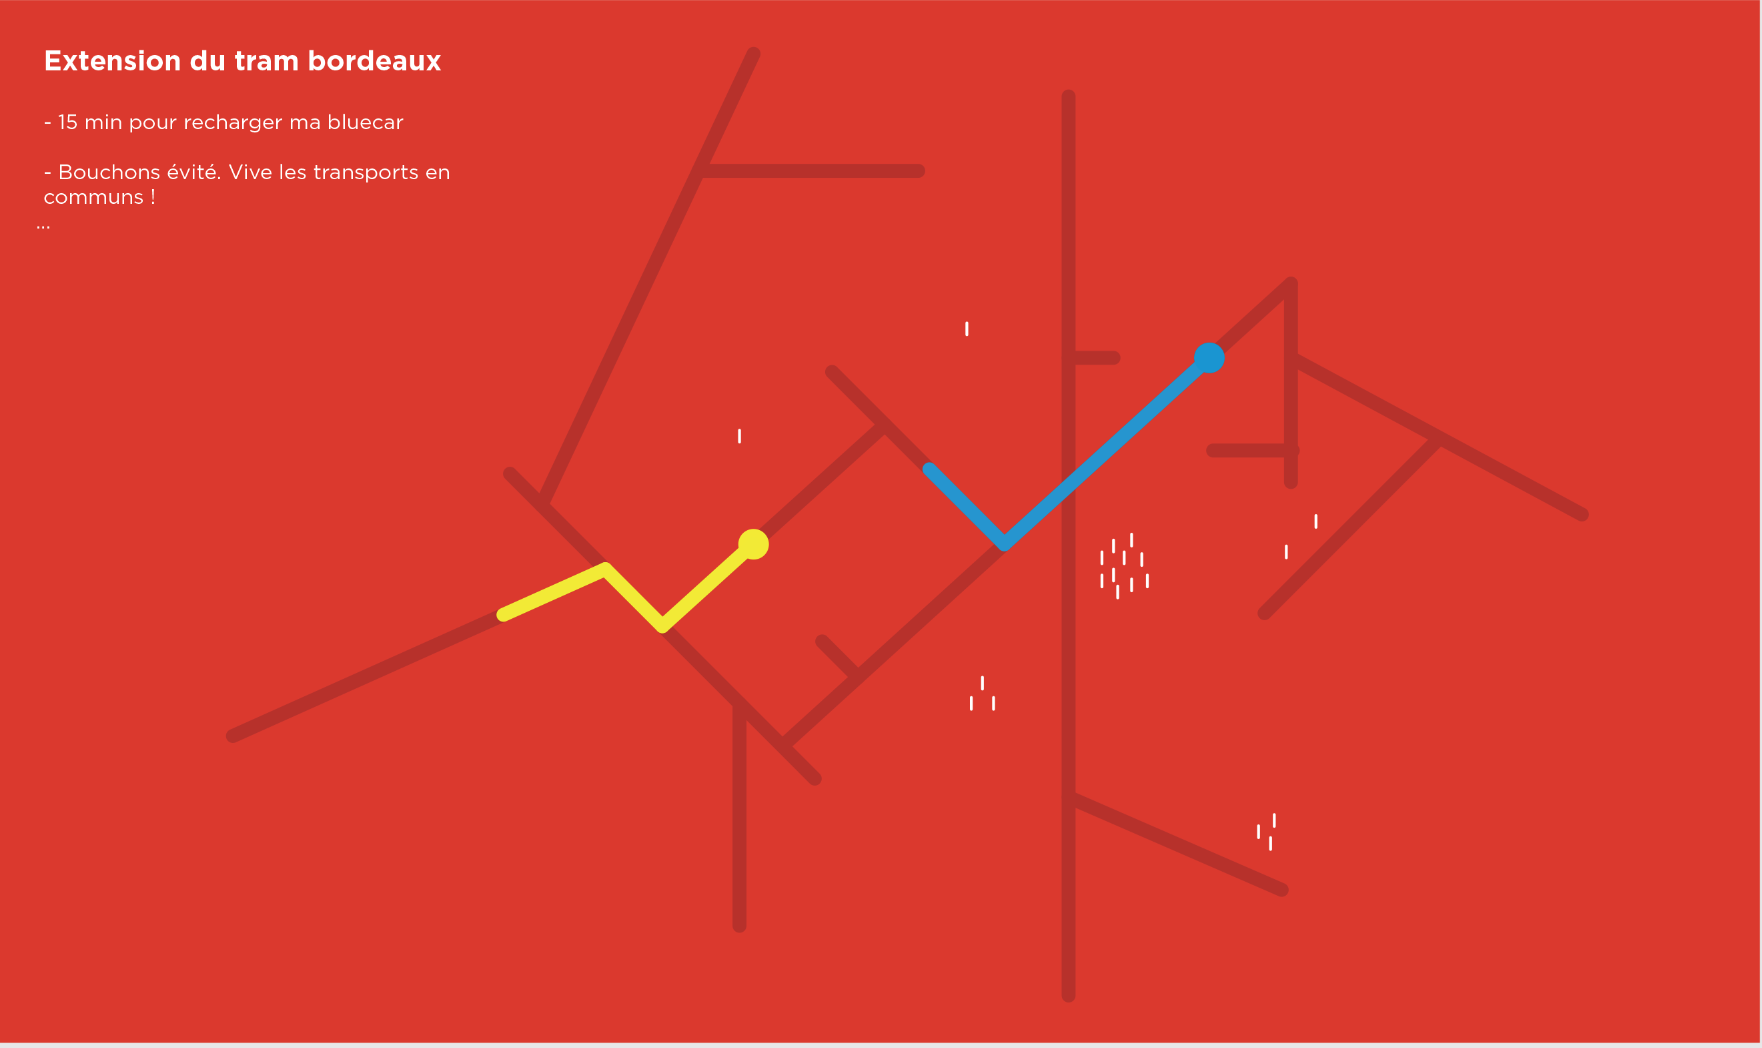 Extension du tram bordeaux
- 15 min pour recharger ma bluecar
- Bouchons évité. Vive les transports en
communs !
...